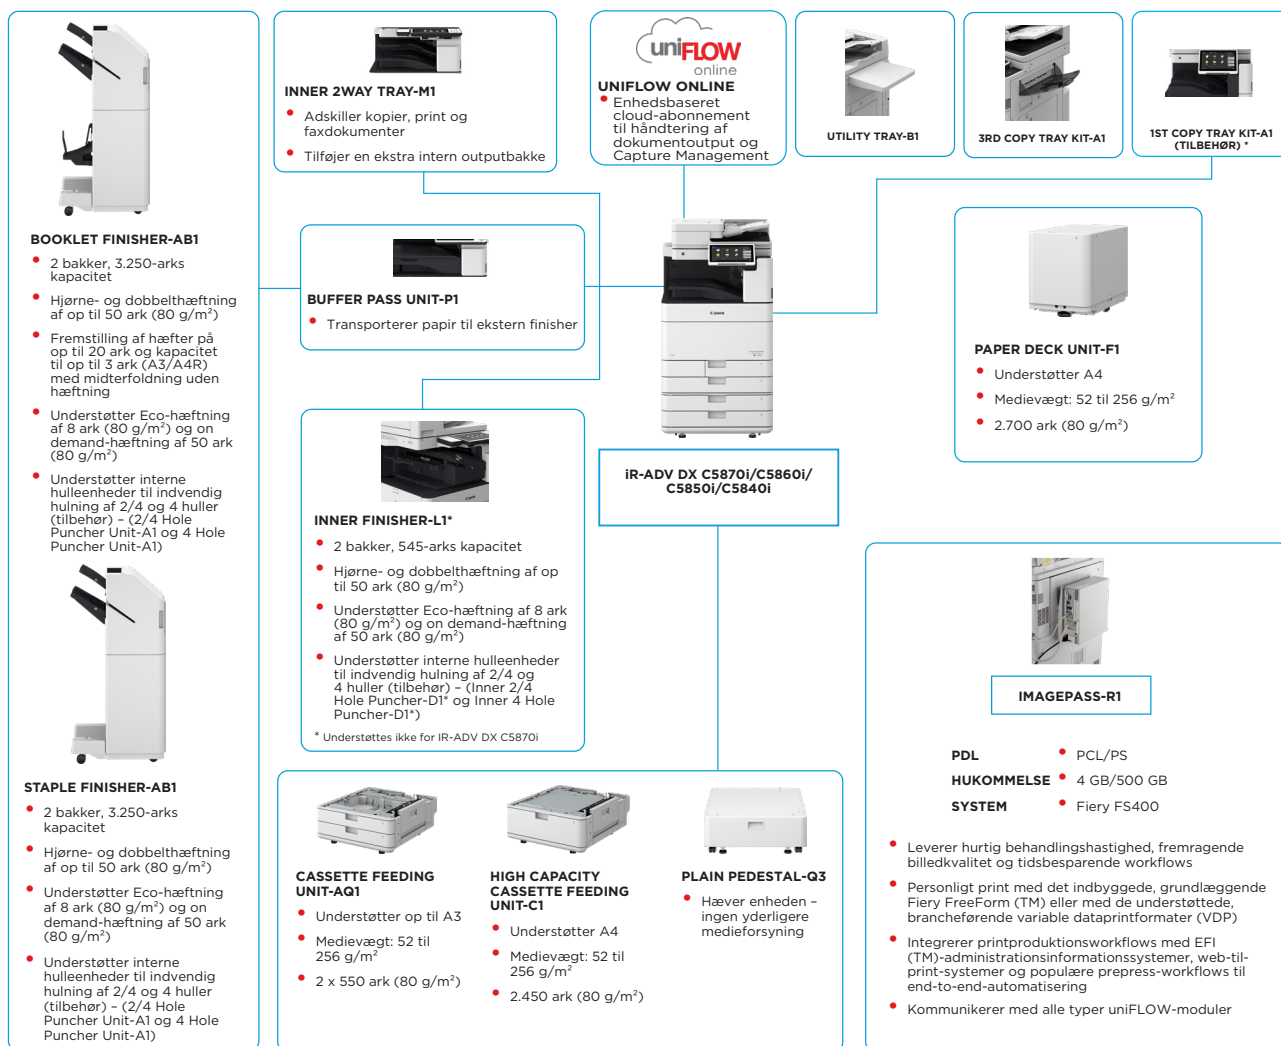 BOOKLET FINISHER-AB1
2 bakker, 3.250-arks
kapacitet
Hjørne- og dobbelthæftning
af op til 50 ark (80 g/m²)
Fremstilling af hæfter på
op til 20 ark og kapacitet
til op til 3 ark (A3/A4R)
med midterfoldning uden
hæftning
Understøtter Eco-hæftning
af 8 ark (80 g/m²) og on
demand-hæftning af 50 ark
(80 g/m²)
Understøtter interne
hulleenheder til indvendig
hulning af 2/4 og 4 huller
(tilbehør) – (2/4 Hole
Puncher Unit-A1 og 4 Hole
Puncher Unit-A1)
STAPLE FINISHER-AB1
2 bakker, 3.250-arks
kapacitet
Hjørne- og dobbelthæftning
af op til 50 ark (80 g/m²)
Understøtter Eco-hæftning
af 8 ark (80 g/m²) og on
demand-hæftning af 50 ark
(80 g/m²)
Understøtter interne
hulleenheder til indvendig
hulning af 2/4 og 4 huller
(tilbehør) – (2/4 Hole
Puncher Unit-A1 og 4 Hole
Puncher Unit-A1)
INNER 2WAY TRAY-M1
Adskiller kopier, print og
faxdokumenter
Tilføjer en ekstra intern outputbakke
uniFLOW
online
UNIFLOW ONLINE
Enhedsbaseret
cloud-abonnement
til håndtering af
dokumentoutput og
Capture Management
UTILITY TRAY-B1
3RD COPY TRAY KIT-A1
1ST COPY TRAY KIT-A1
(TILBEHØR) *
BUFFER PASS UNIT-P1
Transporterer papir til ekstern finisher
Canon
PAPER DECK UNIT-F1
Understøtter A4
Medievægt: 52 til 256 g/m²
2.700 ark (80 g/m²)
iR-ADV DX C5870i/C5860i/
C5850i/C5840i
INNER FINISHER-L1*
2 bakker, 545-arks kapacitet
Hjørne- og dobbelthæftning af op
til 50 ark (80 g/m²)
Understøtter Eco-hæftning af 8 ark
(80 g/m²) og on demand-hæftning
af 50 ark (80 g/m²)
Understøtter interne hulleenheder
til indvendig hulning af 2/4 og
4 huller (tilbehør) – (Inner 2/4
Hole Puncher-D1* og Inner 4 Hole
Puncher-D1*)
* Understøttes ikke for IR-ADV DX C5870i
CASSETTE FEEDING
UNIT-AQ1
Understøtter op til A3
Medievægt: 52 til
256 g/m²
2 x 550 ark (80 g/m²)
HIGH CAPACITY
CASSETTE FEEDING
UNIT-C1
Understøtter A4
Medievægt: 52 til
256 g/m²
2.450 ark (80 g/m²)
PLAIN PEDESTAL-Q3
Hæver enheden –
ingen yderligere
medieforsyning
IMAGEPASS-R1
PDL PCL/PS
HUKOMMELSE 4 GB/500 GB
SYSTEM Fiery FS400
Leverer hurtig behandlingshastighed, fremragende
billedkvalitet og tidsbesparende workflows
Personligt print med det indbyggede, grundlæggende
Fiery FreeForm (TM) eller med de understøttede,
brancheførende variable dataprintformater (VDP)
Integrerer printproduktionsworkflows med EFI
(TM)-administrationsinformationssystemer, web-til-
print-systemer og populære prepress-workflows til
end-to-end-automatisering
Kommunikerer med alle typer uniFLOW-moduler